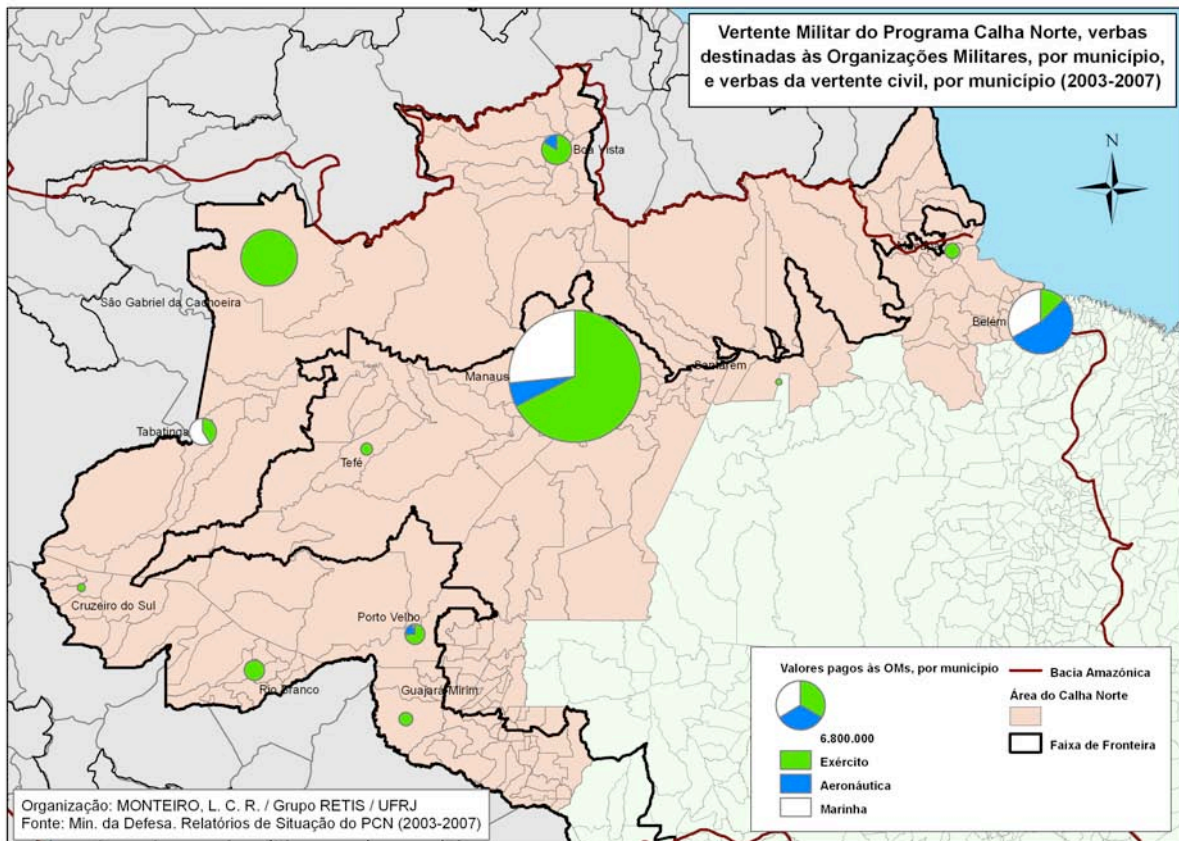 Vertente Militar do Programa Calha Norte, verbas
destinadas às Organizações Militares, por município,
e verbas da vertente civil, por município (2003-2007)
N
Boa Vista
São Gabriel da Cachoeira
Belém
Manaus
Santarém
Tabatinga
Tefé
Cruzeiro do Sul
Porto Velho
Rio Branco
Guajará-Mirim
Valores pagos às OMs, por município
6.800.000
Exército
Aeronáutica
Marinha
Bacia Amazônica
Área do Calha Norte
Faixa de Fronteira
Organização: MONTEIRO, L. C. R. / Grupo RETIS / UFRJ
Fonte: Min. da Defesa. Relatórios de Situação do PCN (2003-2007)